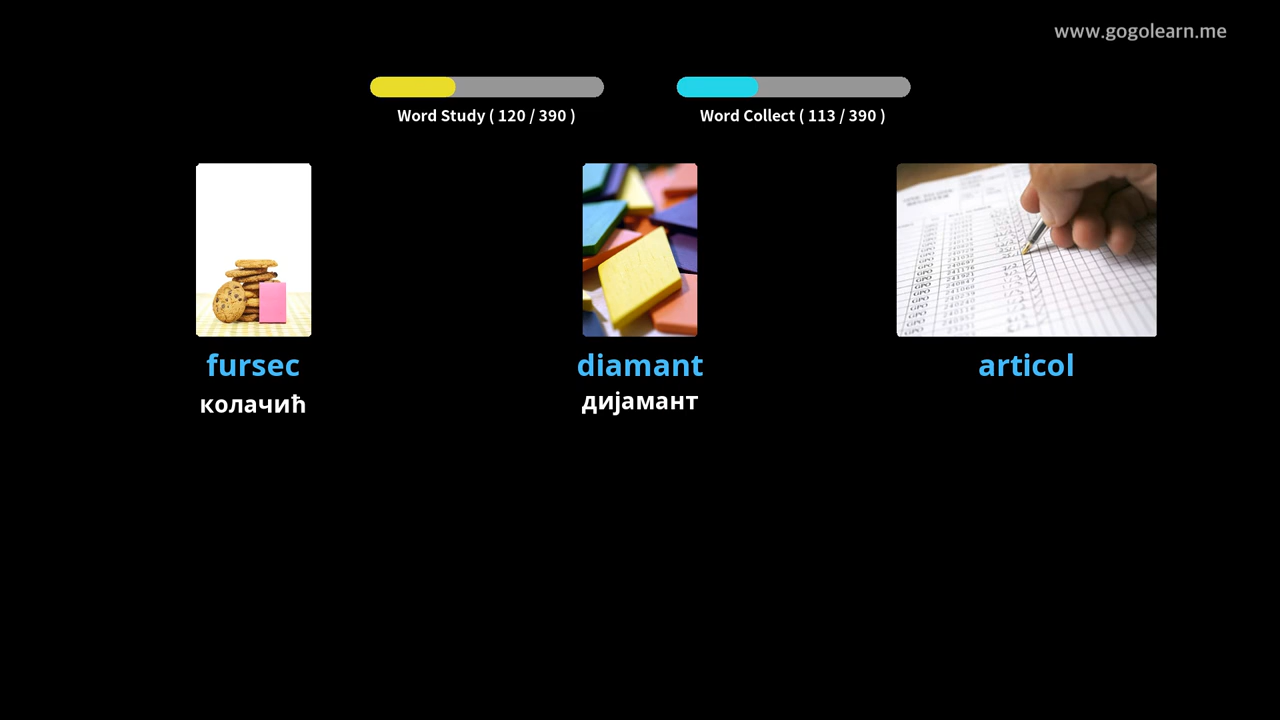 www.gogolearn.me
Word Study ( 120 / 390 )
Word Collect ( 113 / 390 )
fursec
diamant
articol
колачић
дијамант